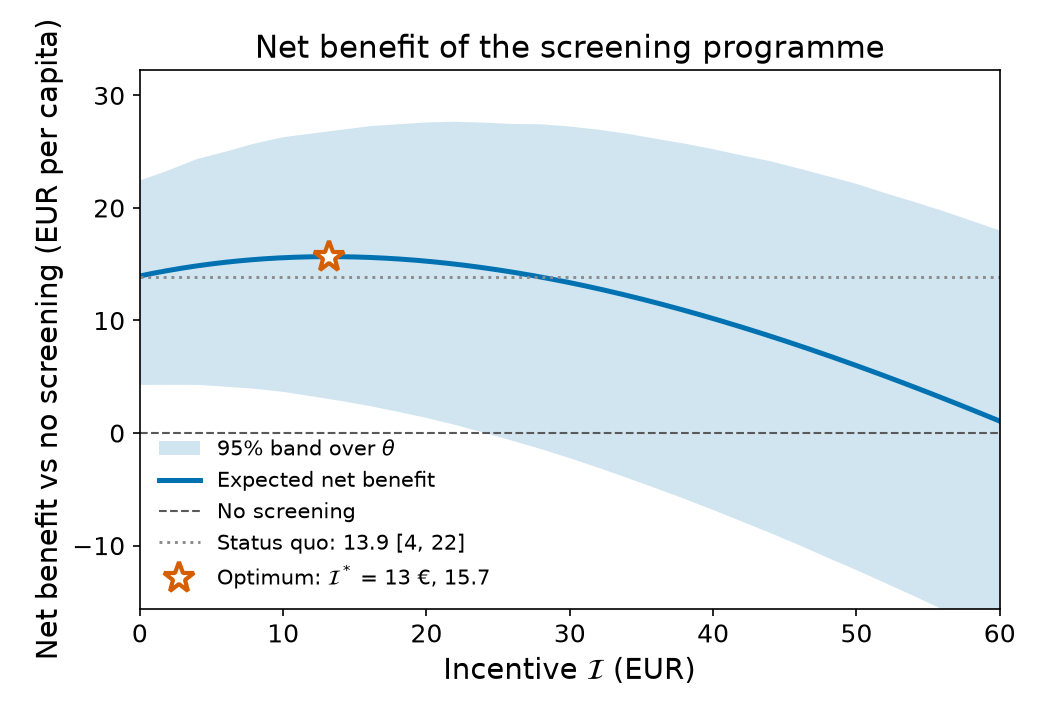 Net benefit of the screening programme
Net benefit vs no screening (EUR per capita)
30
20
10
0
−10
95% band over θ
Expected net benefit
No screening
Status quo: 13.9 [4, 22]
Optimum: ℐ* = 13 €, 15.7
0 10 20 30 40 50 60
Incentive ℐ (EUR)